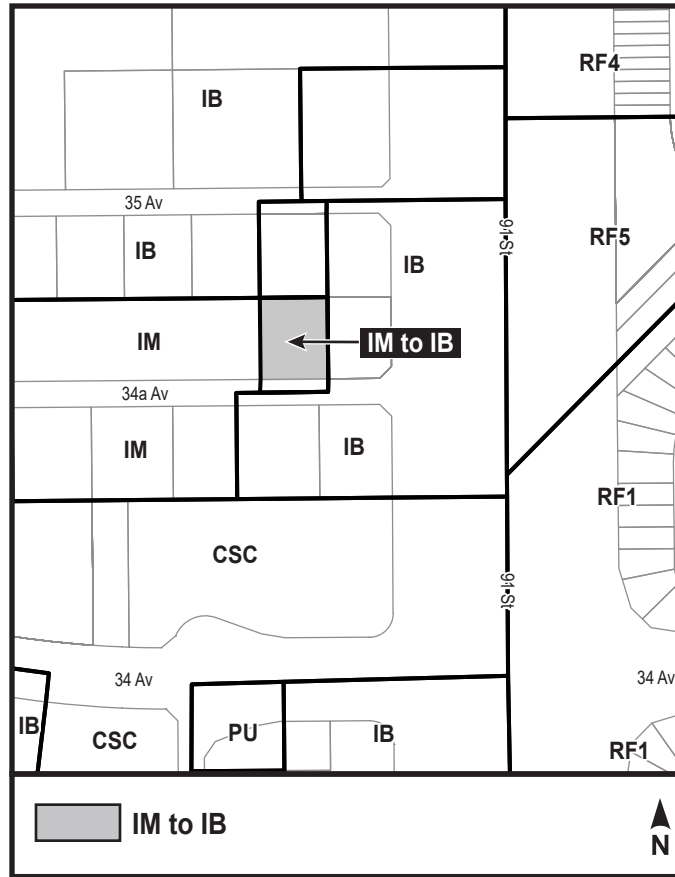 RF4
IB
35 Av
91 St
RF5
IB
IB
IM
IM to IB
34a Av
IM
IB
RF1
CSC
91 St
34 Av
34 Av
IB
CSC
PU
IB
RF1
IM to IB
N